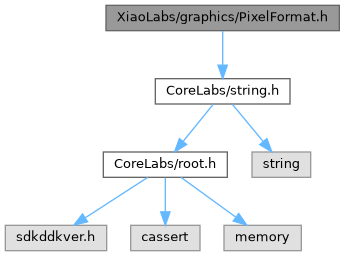 XiaoLabs/graphics/PixelFormat.h
CoreLabs/string.h
CoreLabs/root.h
string
sdkddkver.h
cassert
memory